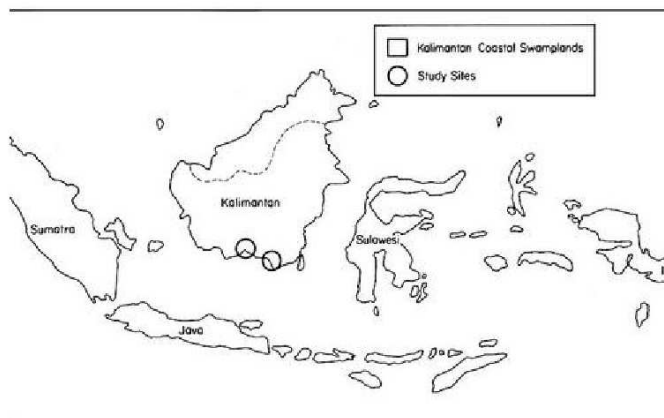 Kalimantan Coastal Swamplands
Study Sites
Kalimantan
Sumatra
Sulawesi
Java